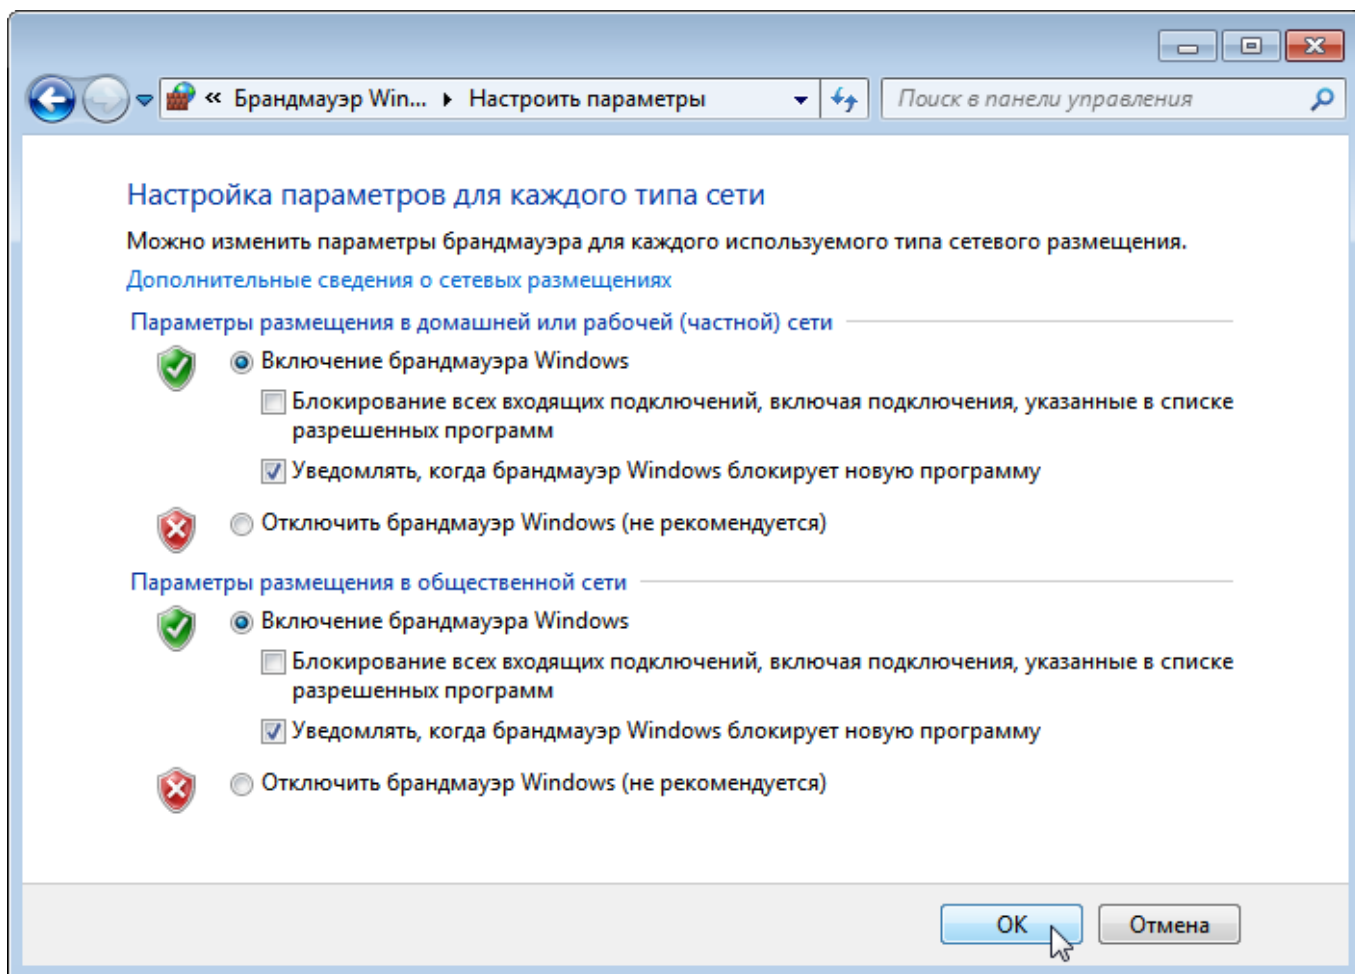 « Брандмауэр Win... Настроить параметры
Поиск в панели управления
Настройка параметров для каждого типа сети
Можно изменить параметры брандмауэра для каждого используемого типа сетевого размещения.
Дополнительные сведения о сетевых размещениях
Параметры размещения в домашней или рабочей (частной) сети
Включение брандмауэра Windows
Блокирование всех входящих подключений, включая подключения, указанные в списке
разрешенных программ
Уведомлять, когда брандмауэр Windows блокирует новую программу
Отключить брандмауэр Windows (не рекомендуется)
Параметры размещения в общественной сети
Включение брандмауэра Windows
Блокирование всех входящих подключений, включая подключения, указанные в списке
разрешенных программ
Уведомлять, когда брандмауэр Windows блокирует новую программу
Отключить брандмауэр Windows (не рекомендуется)
ОК
Отмена